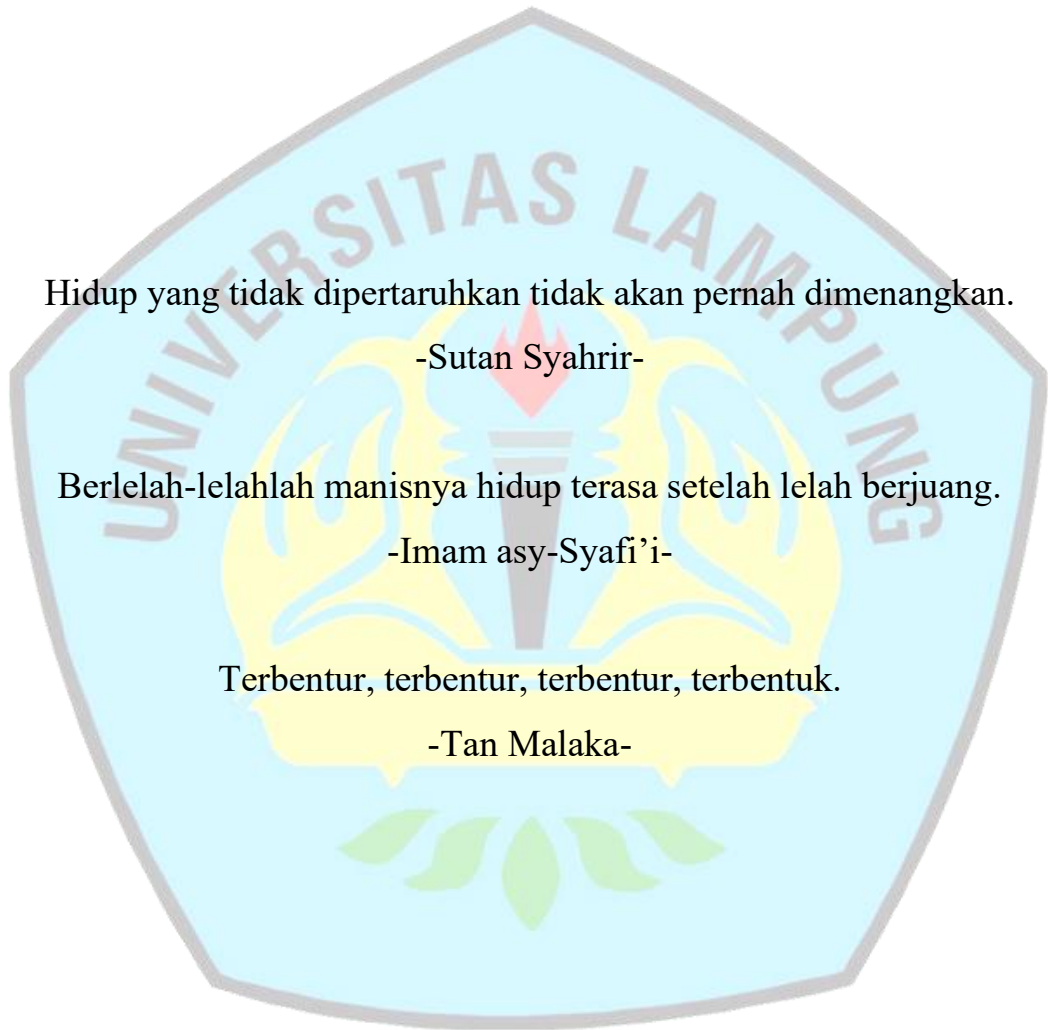 UNIVERSITAS LAMPUNG
Hidup yang tidak dipertaruhkan tidak akan pernah dimenangkan.
-Sutan Syahrir-
Berlelah-lelahlah manisnya hidup terasa setelah lelah berjuang.
-Imam asy-Syafi’i-
Terbentur, terbentur, terbentur, terbentuk.
-Tan Malaka-